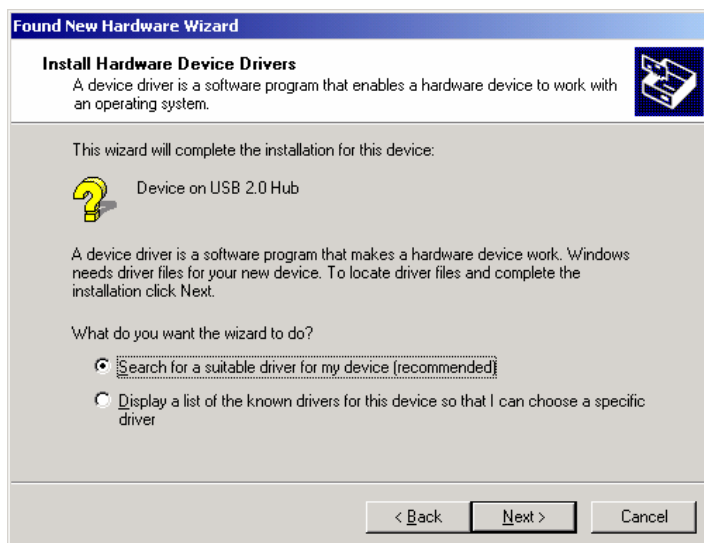 Found New Hardware Wizard
Install Hardware Device Drivers
A device driver is a software program that enables a hardware device to work with
an operating system.
This wizard will complete the installation for this device:
Device on USB 2.0 Hub
A device driver is a software program that makes a hardware device work. Windows
needs driver files for your new device. To locate driver files and complete the
installation click Next.
What do you want the wizard to do?
Search for a suitable driver for my device (recommended)
Display a list of the known drivers for this device so that I can choose a specific
driver
< Back
Next >
Cancel